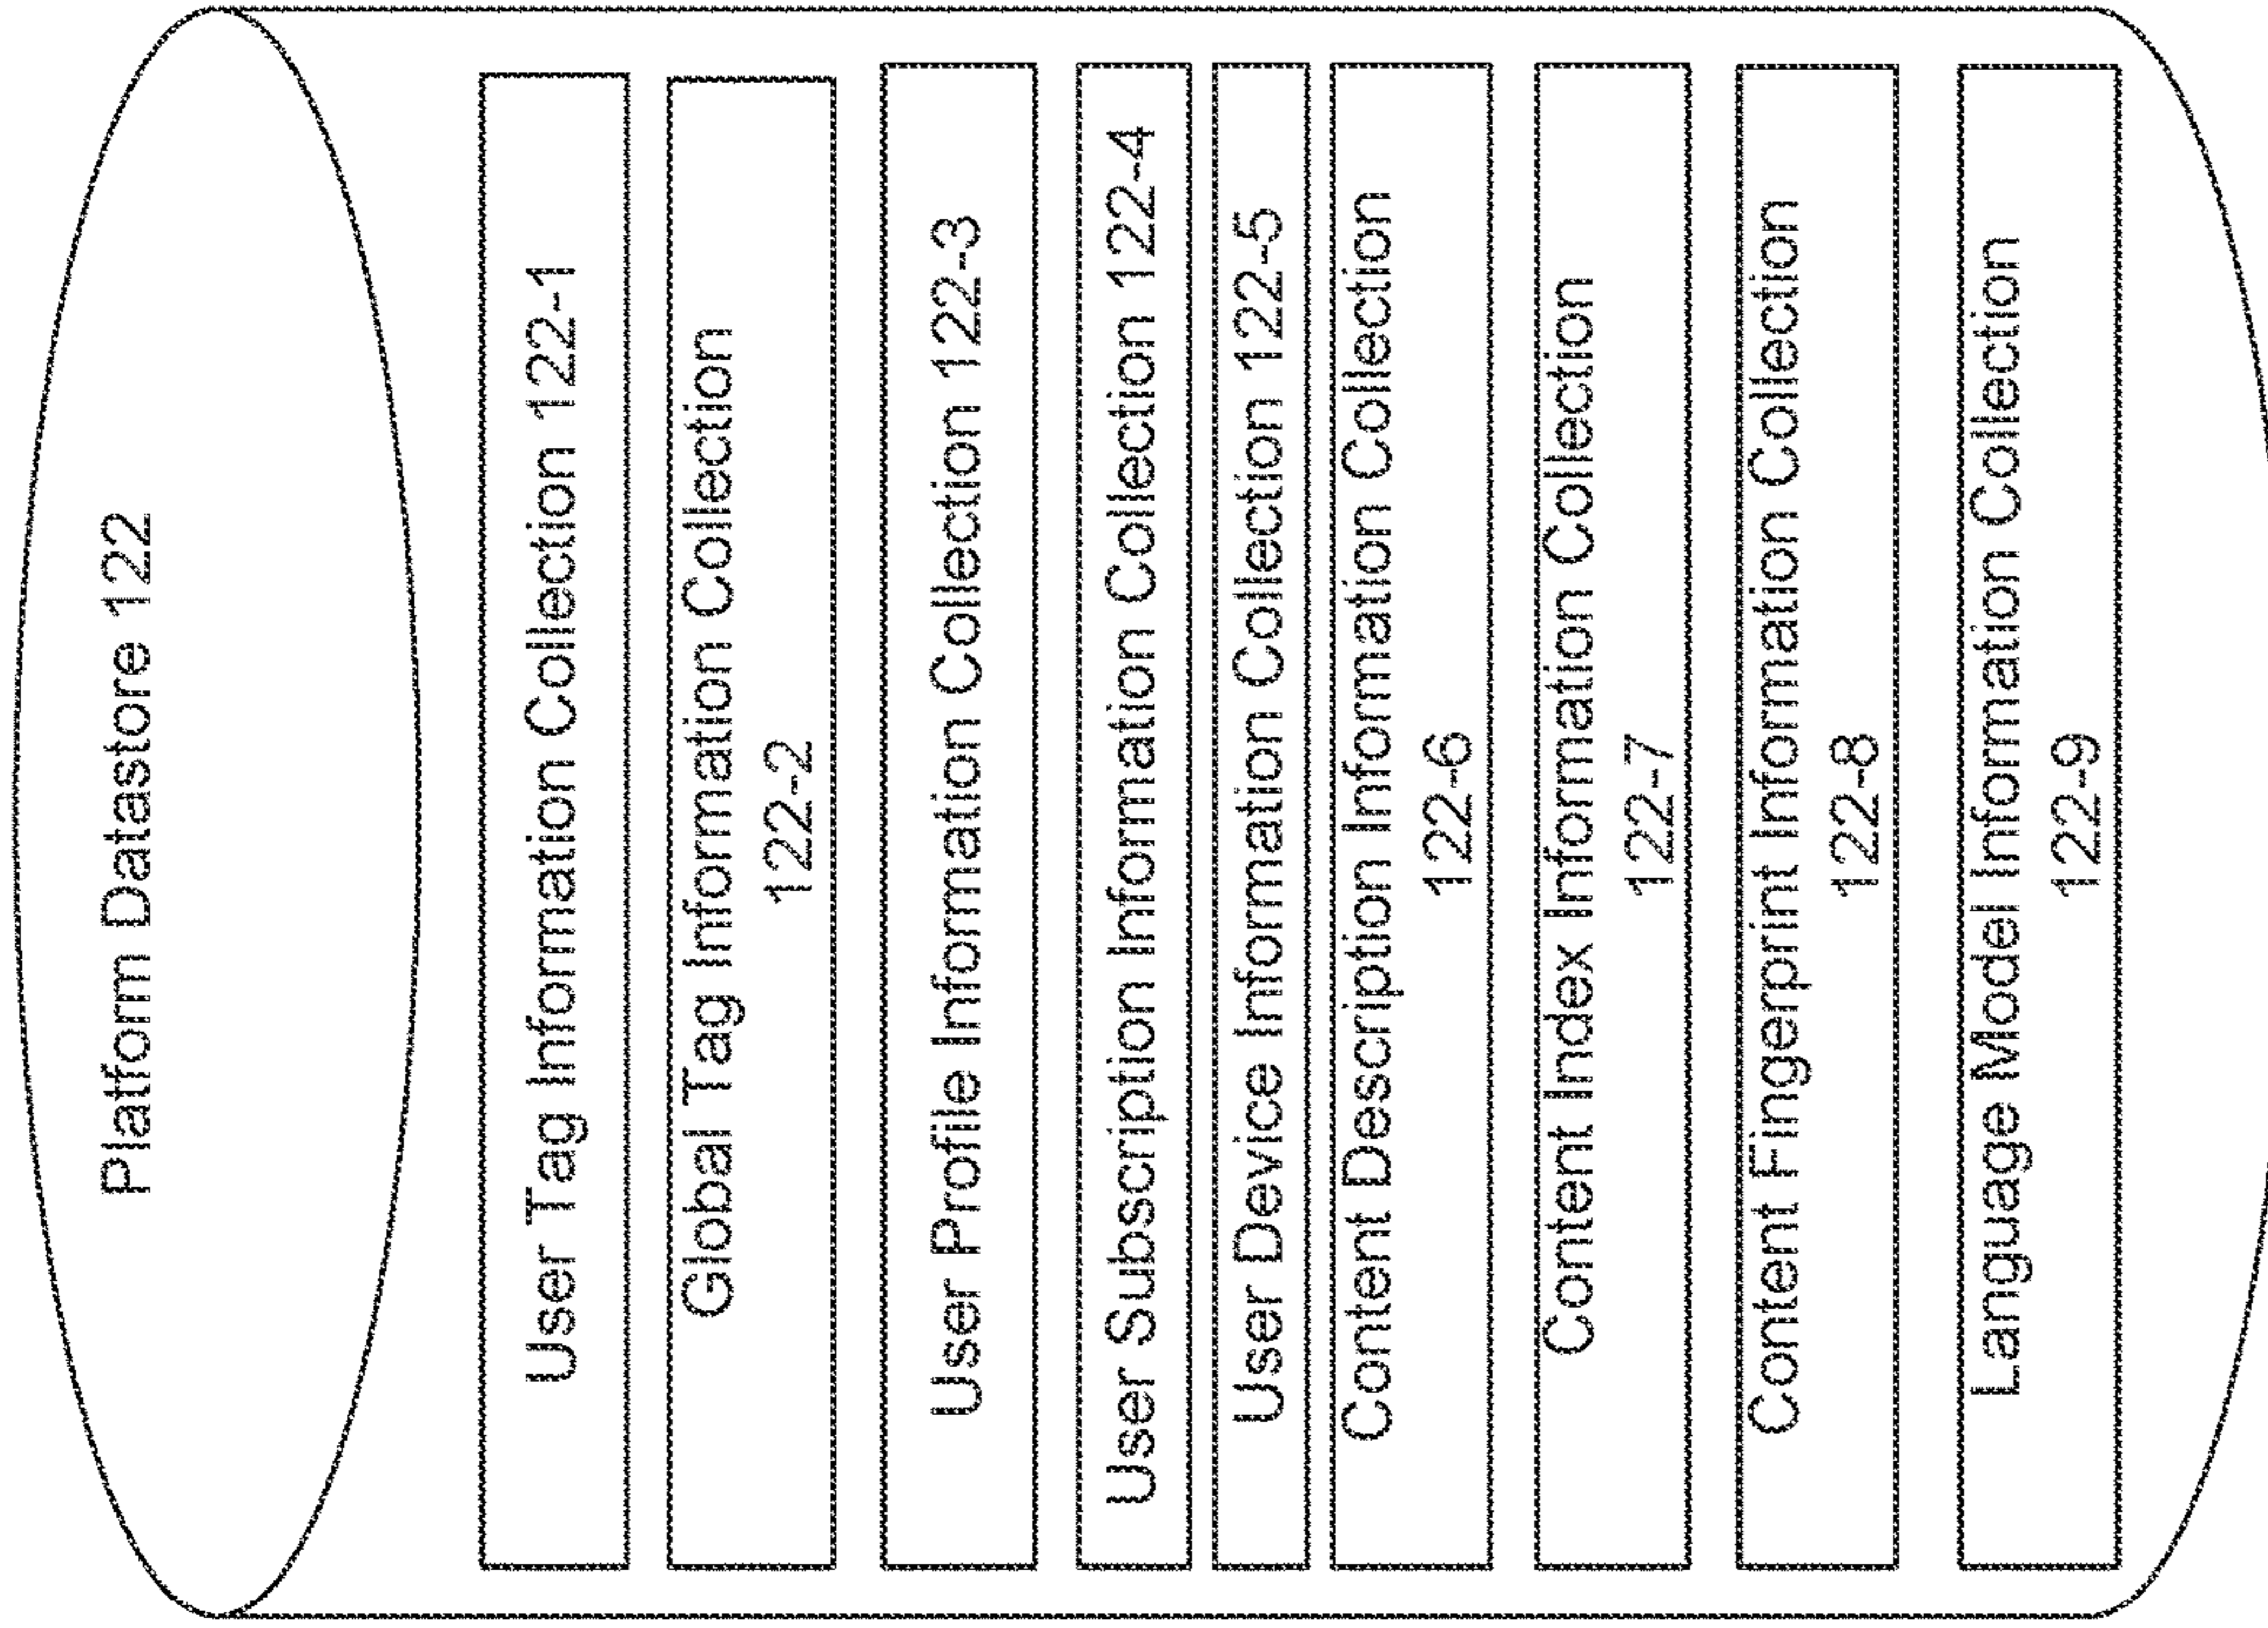 Platform Datastore 122
User Tag Information Collection 122-1
Global Tag Information Collection
122-2
User Profile Information Collection 122-3
User Subscription Information Collection 122-4
User Device Information Collection 122-5
Content Description Information Collection
122-6
Content Index Information Collection
122-7
Content Fingerprint Information Collection
122-8
Language Model Information Collection
122-9